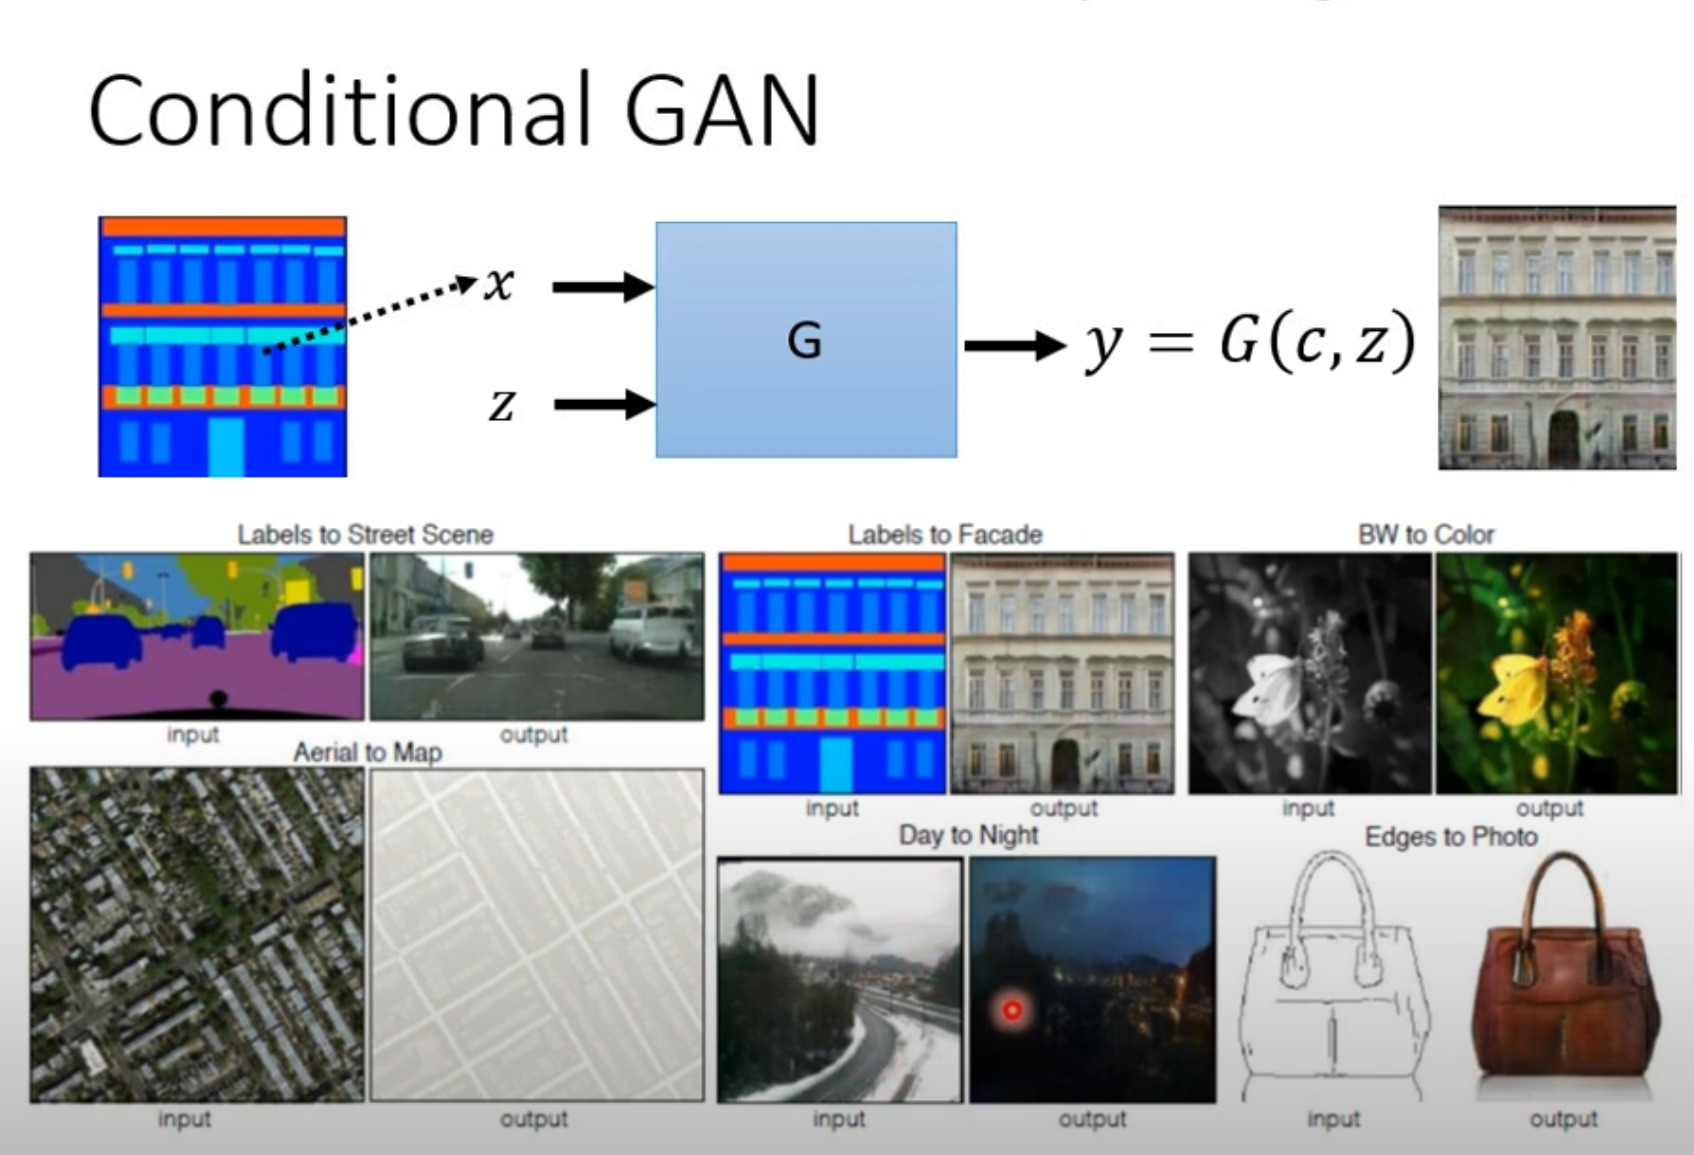 Conditional GAN
x
G
y = G(c, z)
z
Labels to Street Scene
input
output
Aerial to Map
input
output
Labels to Facade
input
output
BW to Color
input
output
Day to Night
input
output
Edges to Photo
input
output